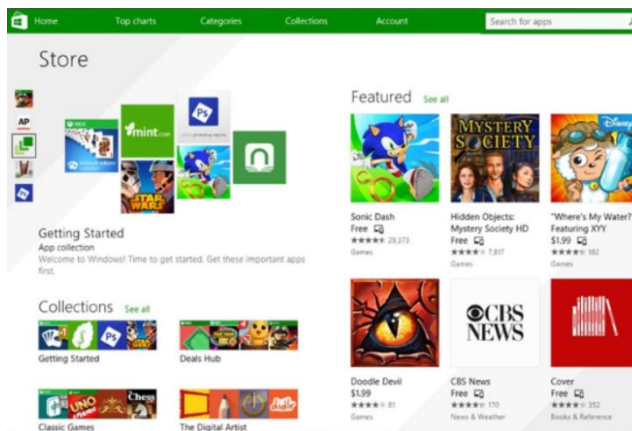 Home Top charts Categories Collections Account Search for apps
Store
AP
mint.com
STAR WARS
Getting Started
App collection
Welcome to Windows! Time to get started. Get these important apps
first.
Collections See all
Getting Started
Deals Hub
UNO
Chess
Classic Games
The Digital Artist
Featured See all
MYSTERY
SOCIETY
Disney
Sonic Dash
Free
29,373
Games
Hidden Objects:
Mystery Society HD
Free
7,817
Games
"Where's My Water?
Featuring XYY
$1.99
182
Games
CBS
NEWS
Doodle Devil
$1.99
81
Games
CBS News
Free
170
News & Weather
Cover
Free
352
Books & Reference